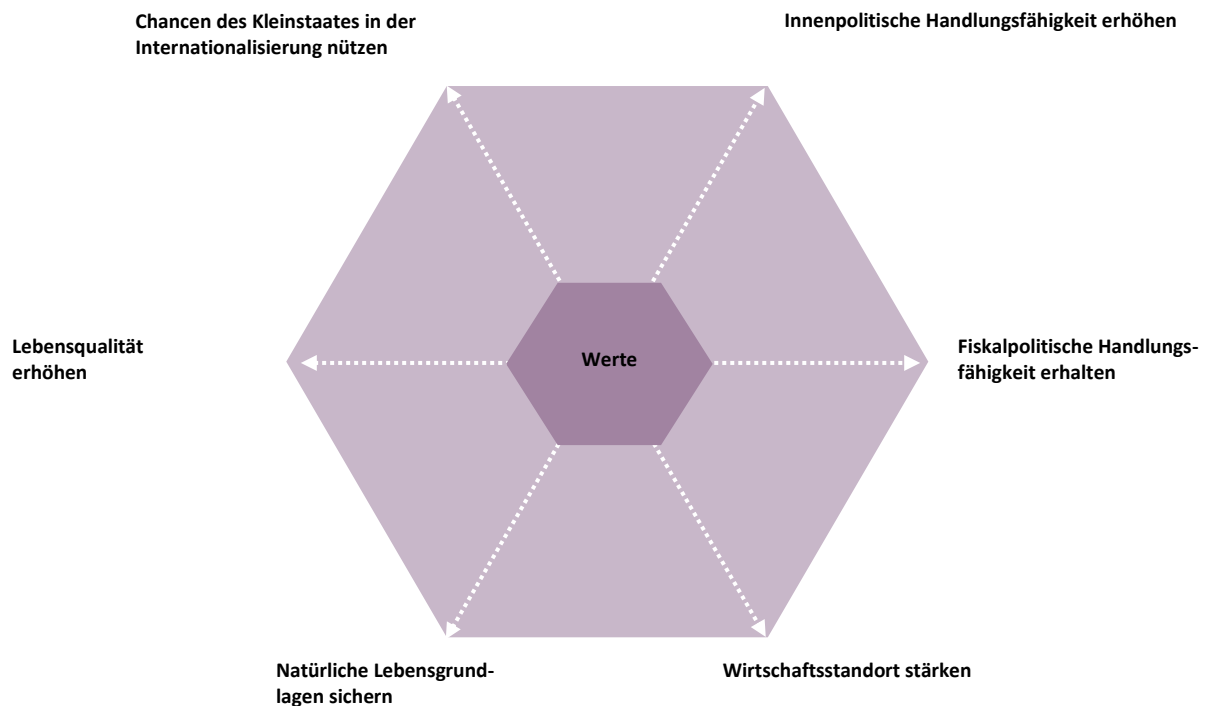 Chancen des Kleinstaates in der
Internationalisierung nützen
Innenpolitische Handlungsfähigkeit erhöhen
Lebensqualität
erhöhen
Werte
Fiskalpolitische Handlungs-
fähigkeit erhalten
Natürliche Lebensgrund-
lagen sichern
Wirtschaftsstandort stärken